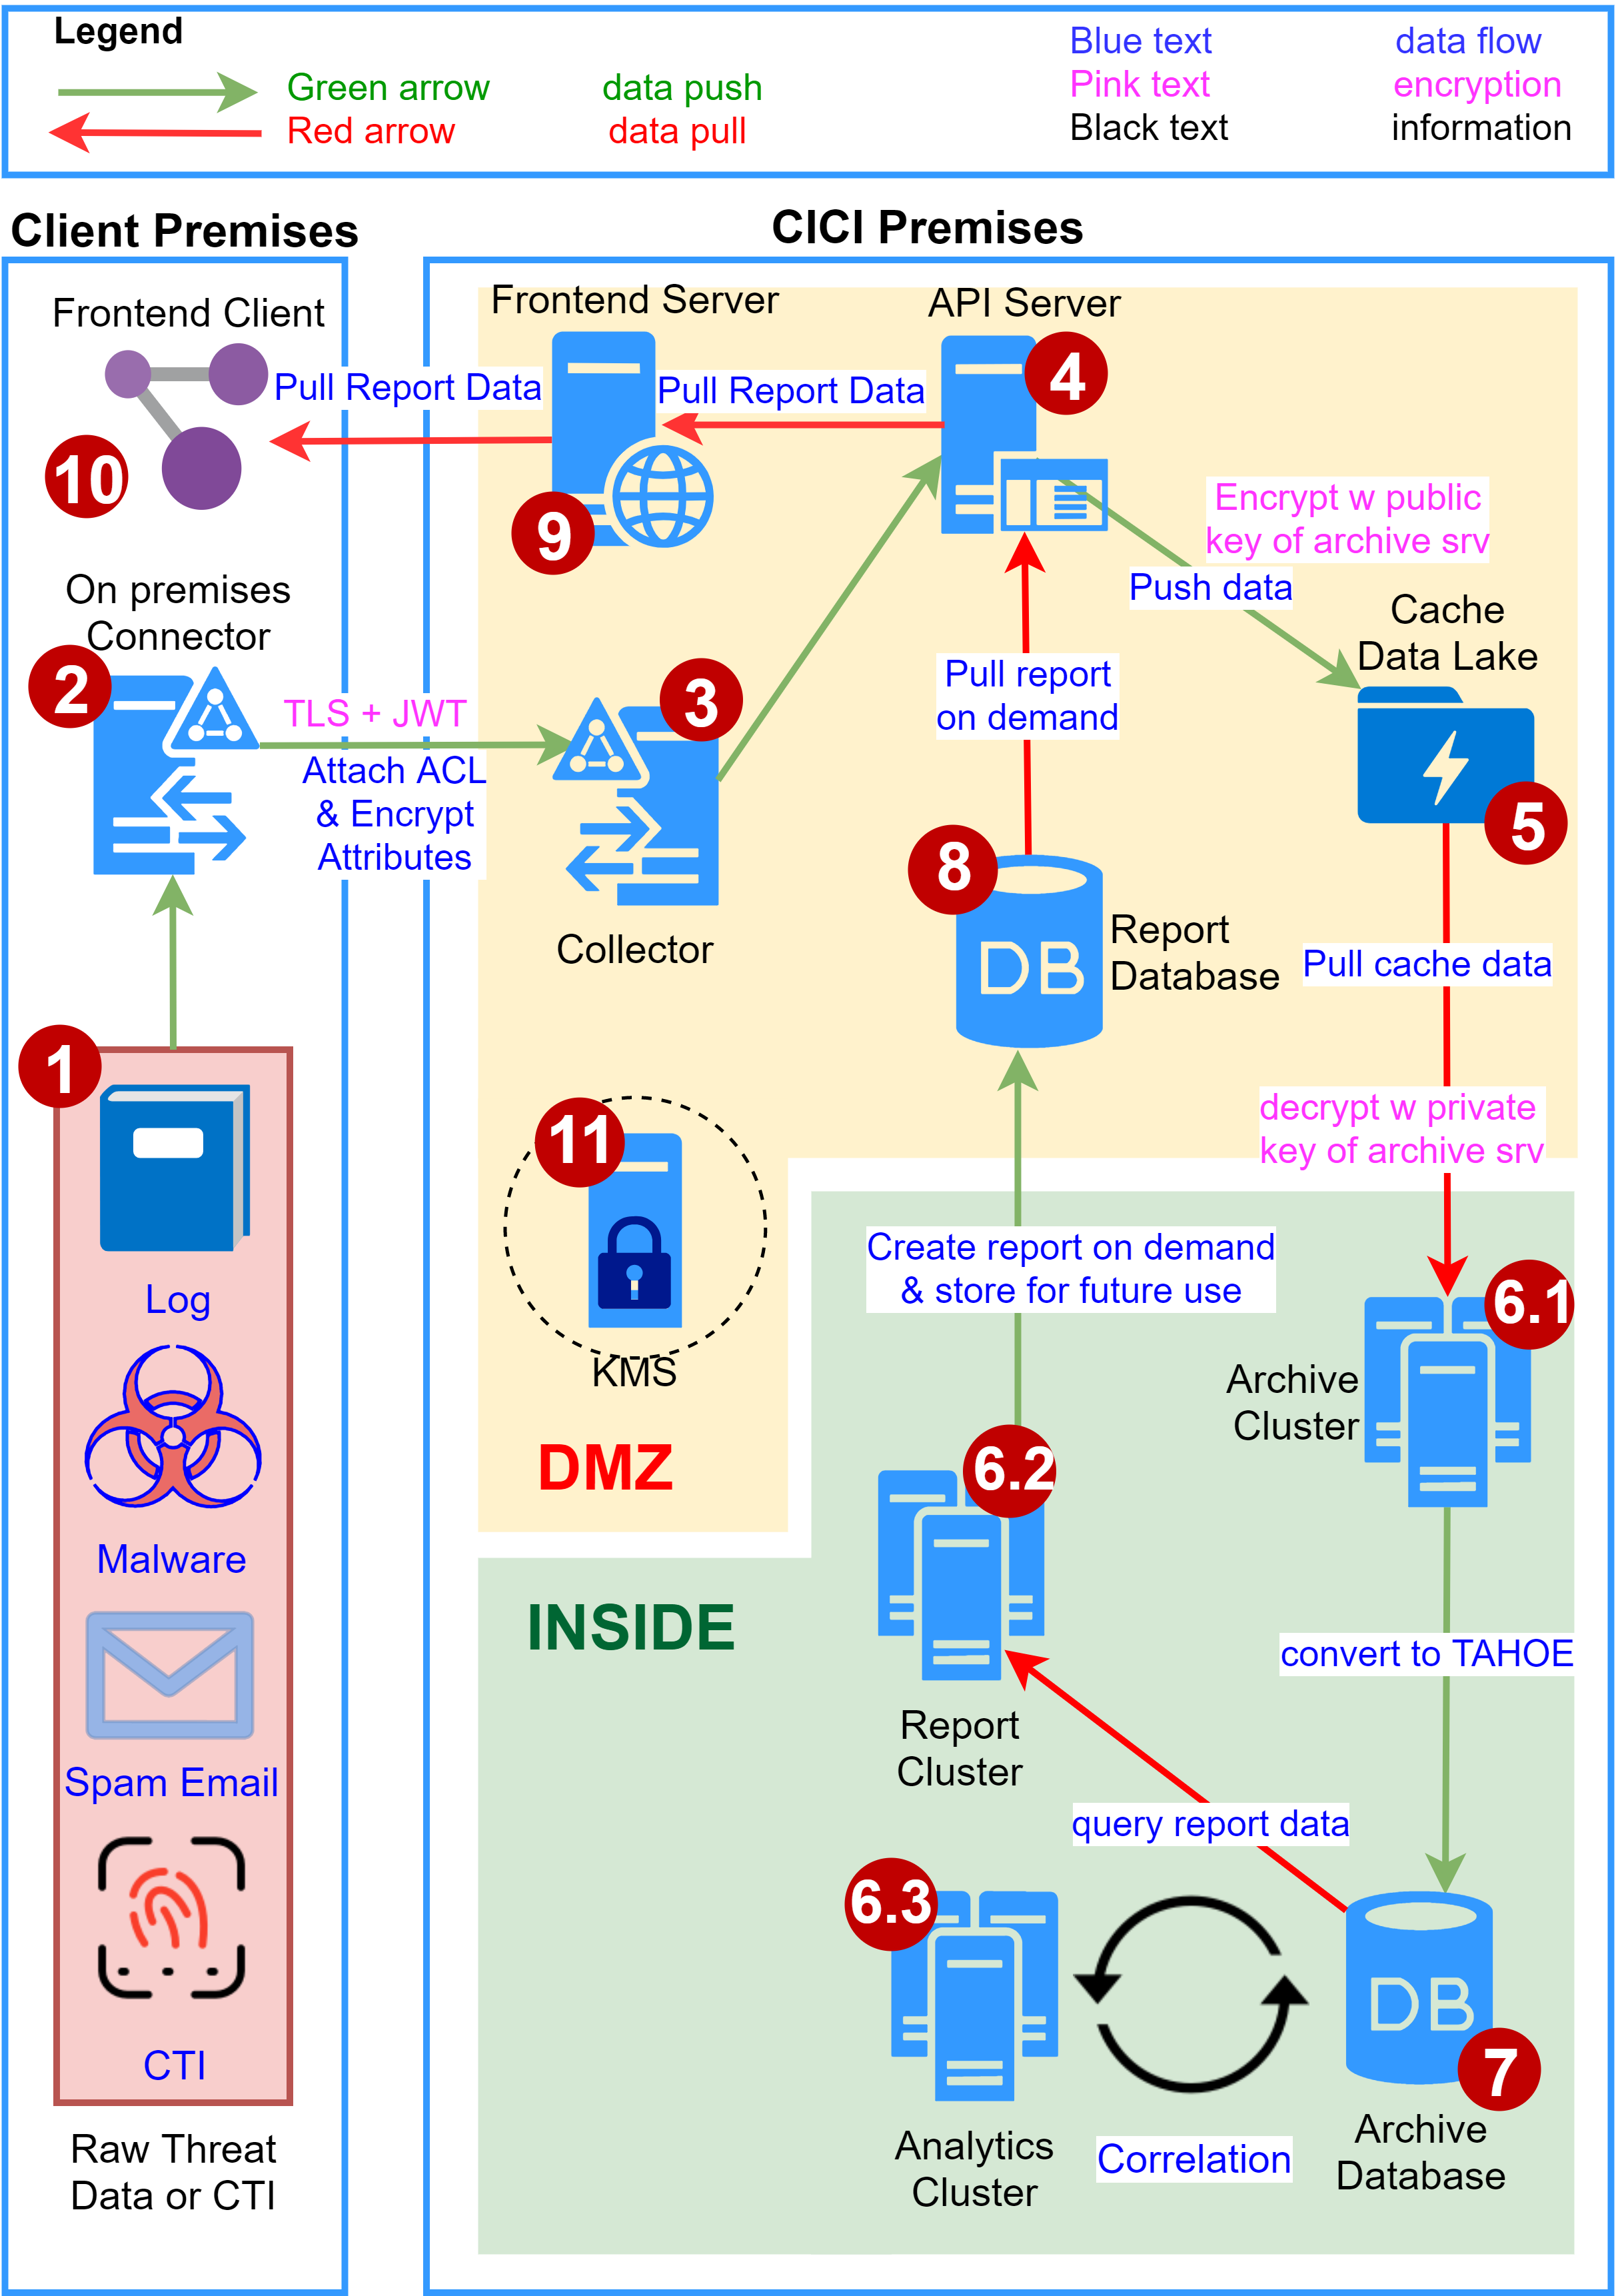 Legend
Green arrow data push
Red arrow data pull
Blue text data flow
Pink text encryption
Black text information
Client Premises
CICI Premises
Frontend Client
10
Pull Report Data
Frontend Server
9
Pull Report Data
API Server
4
Encrypt w public
key of archive srv
Push data
Cache
Data Lake
5
On premises
Connector
2
TLS + JWT
Attach ACL
& Encrypt
Attributes
3
Collector
Pull report
on demand
8
DB
Report
Database
Pull cache data
decrypt w private
key of archive srv
1
Log
Malware
Spam Email
CTI
Raw Threat
Data or CTI
11
KMS
DMZ
Create report on demand
& store for future use
6.1
Archive
Cluster
6.2
Report
Cluster
INSIDE
convert to TAHOE
query report data
6.3
Analytics
Cluster
Correlation
DB
7
Archive
Database